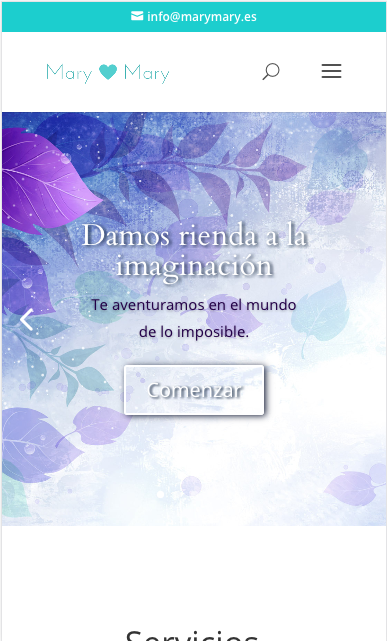 info@marymary.es
Mary Mary
Damos rienda a la
imaginación
Te aventuramos en el mundo
de lo imposible.
Comenzar
Servicios